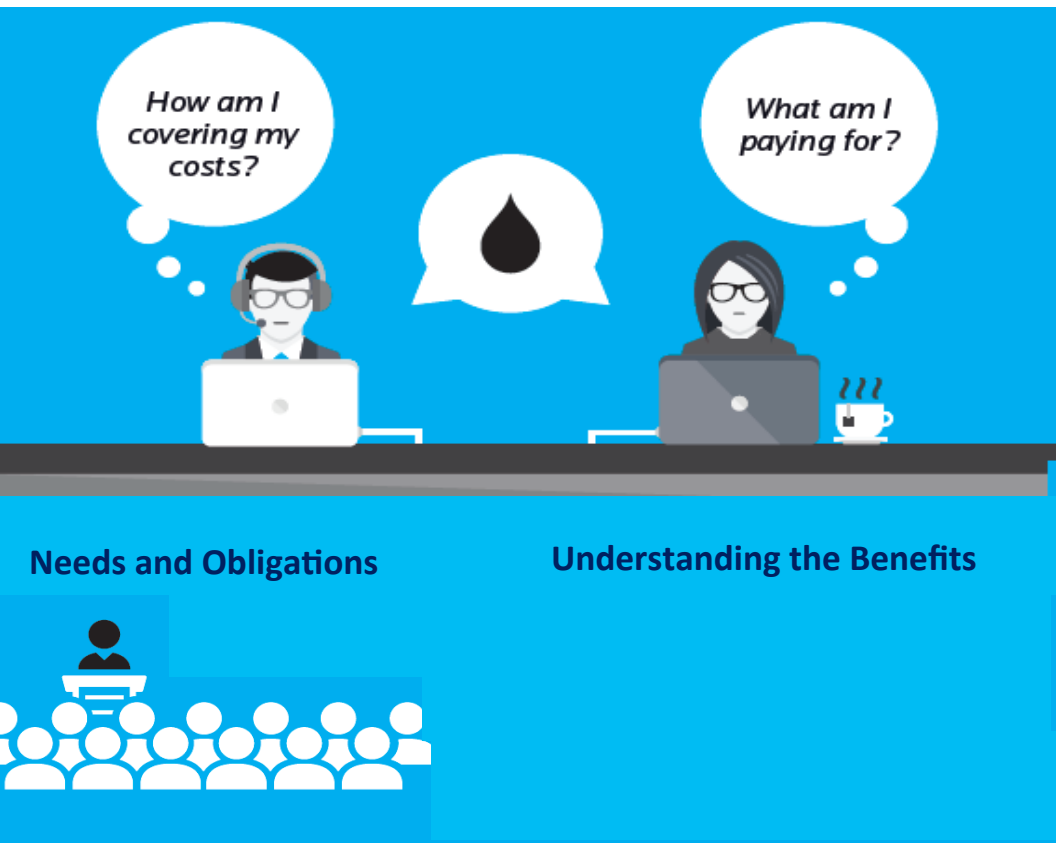 How am I
covering my
costs?
What am I
paying for?
Needs and Obligations
Understanding the Benefits